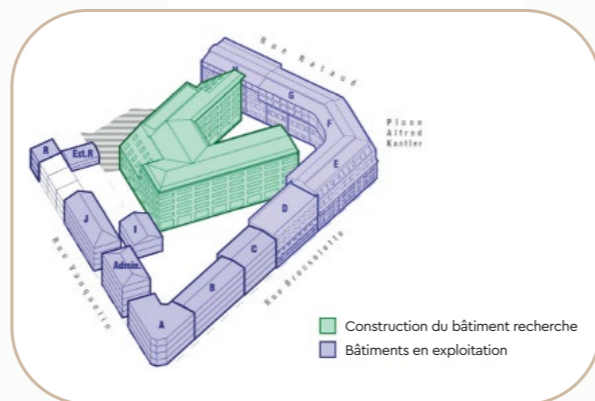 Rue Rataud
H
G
F
Place
Alfred
Kastler
E
R
Ext.R
D
J
I
C
Rue Brossolette
Admin.
B
Rue Vauquelin
A
Construction du bâtiment recherche
Bâtiments en exploitation